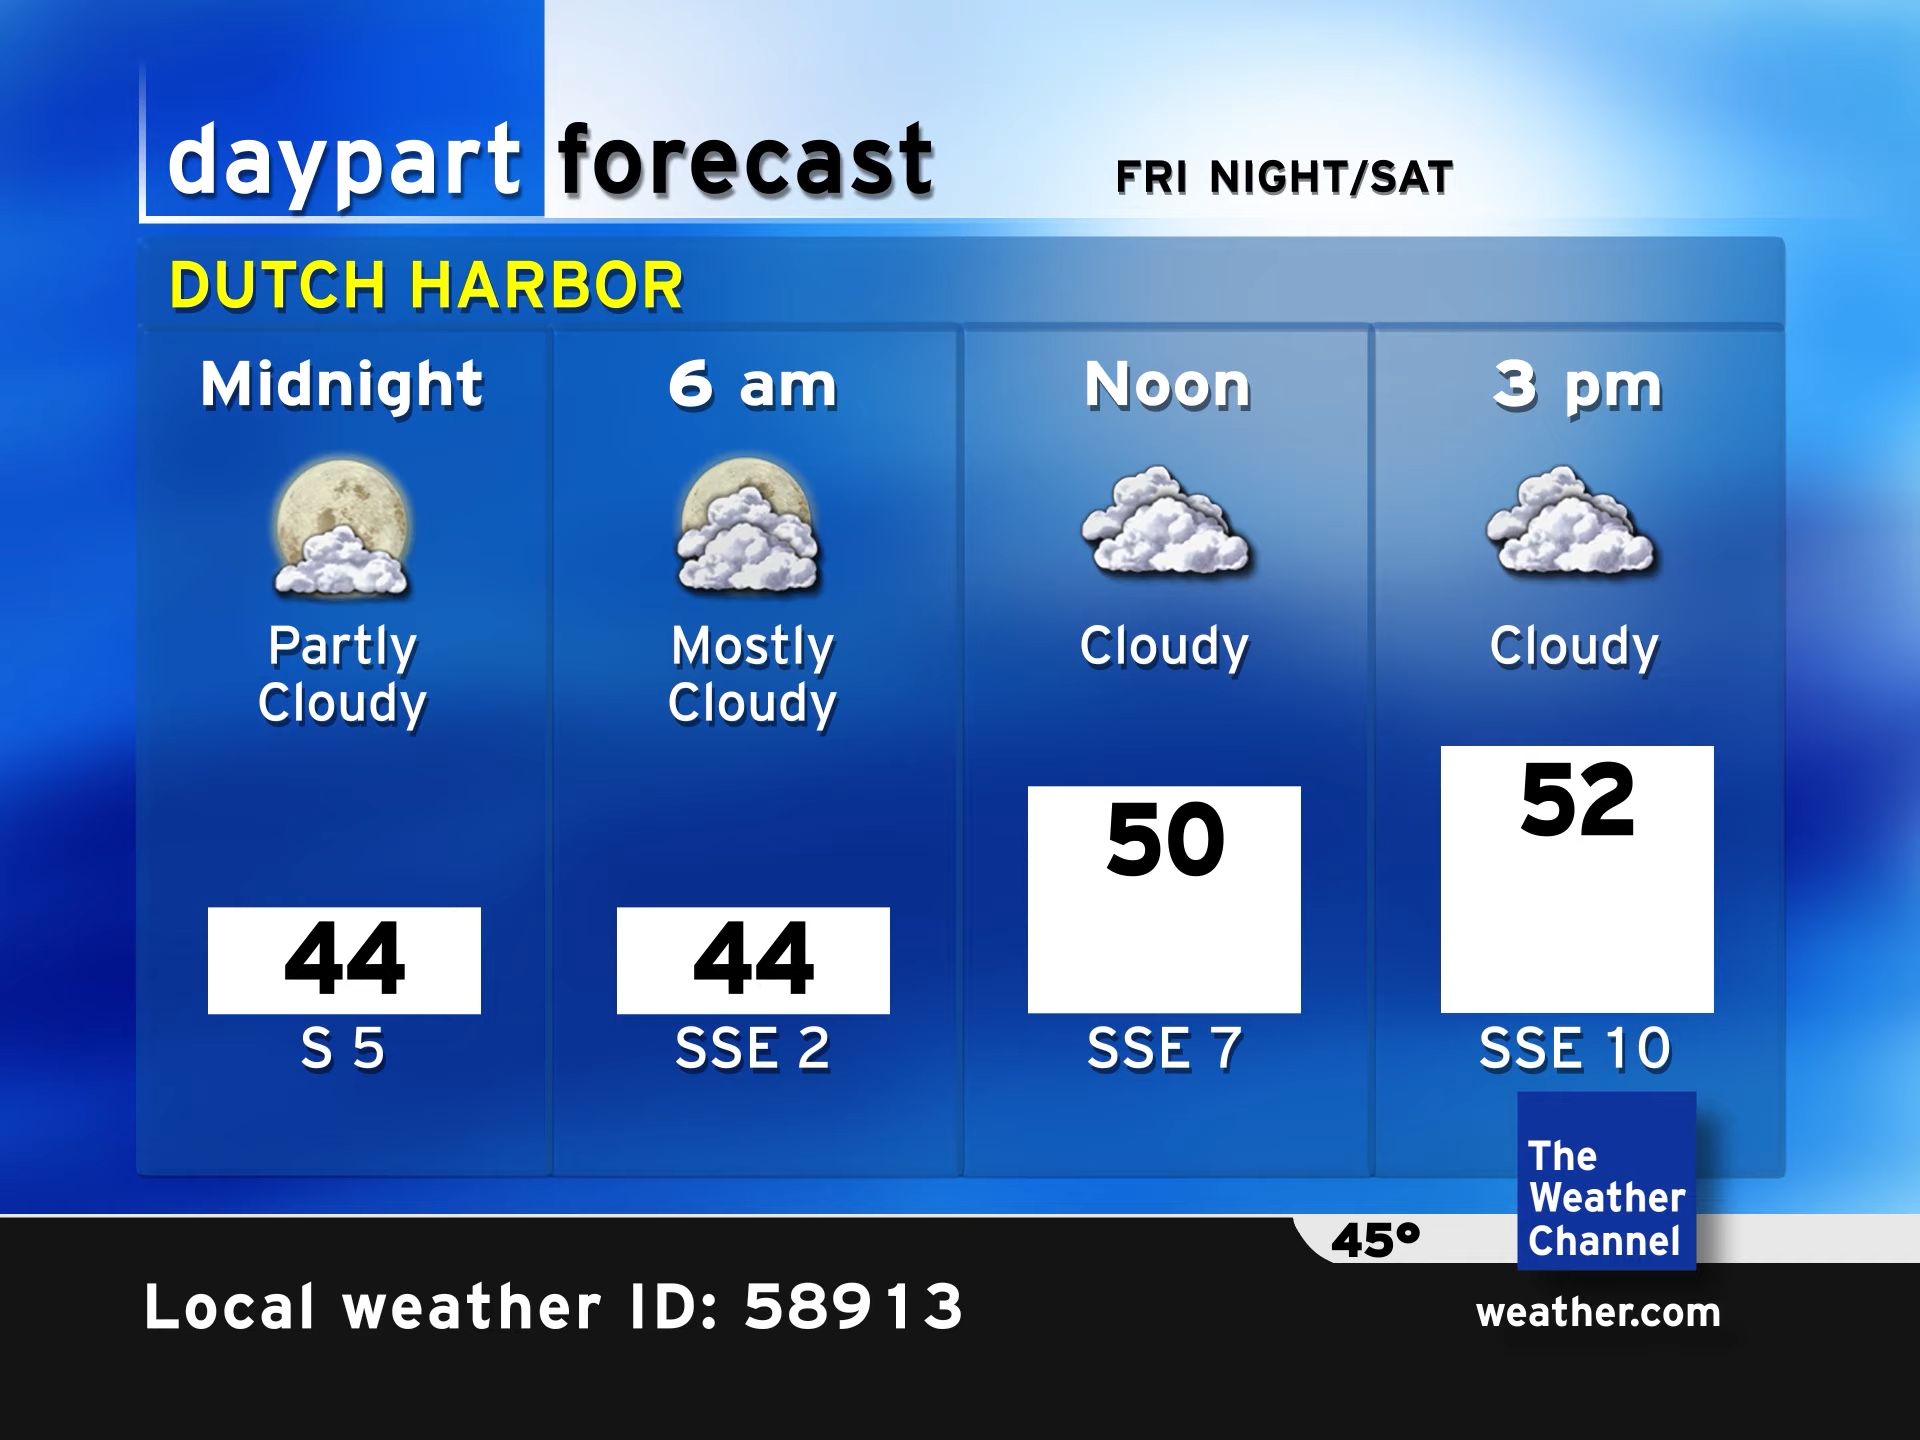 daypart forecast
FRI NIGHT/SAT
DUTCH HARBOR
Midnight
6 am
Noon
3 pm
Partly
Cloudy
Mostly
Cloudy
Cloudy
Cloudy
44
44
50
52
S 5
SSE 2
SSE 7
SSE 10
The
Weather
Channel
45°
Local weather ID: 58913
weather.com